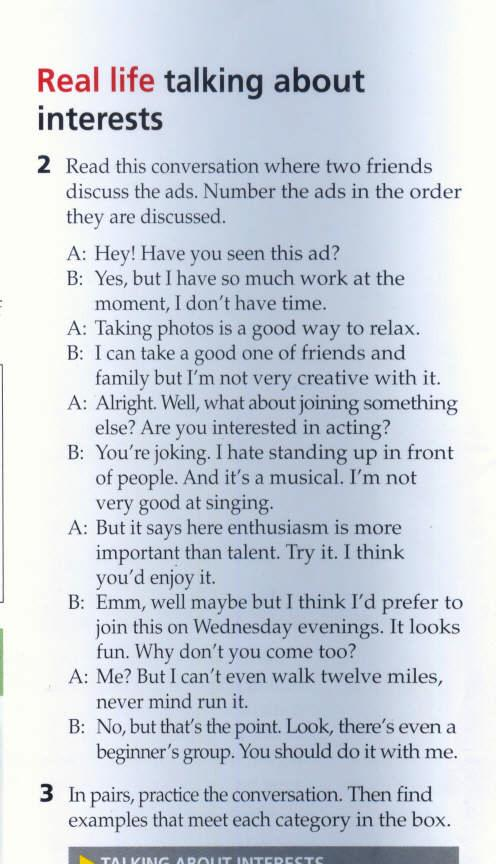 Real life talking about
interests
2 Read this conversation where two friends
discuss the ads. Number the ads in the order
they are discussed.
A: Hey! Have you seen this ad?
B: Yes, but I have so much work at the
moment, I don't have time.
A: Taking photos is a good way to relax.
B: I can take a good one of friends and
family but I'm not very creative with it.
A: Alright. Well, what about joining something
else? Are you interested in acting?
B: You're joking. I hate standing up in front
of people. And it's a musical. I'm not
very good at singing.
A: But it says here enthusiasm is more
important than talent. Try it. I think
you'd enjoy it.
B: Emm, well maybe but I think I'd prefer to
join this on Wednesday evenings. It looks
fun. Why don't you come too?
A: Me? But I can't even walk twelve miles,
never mind run it.
B: No, but that's the point. Look, there's even a
beginner's group. You should do it with me.
3 In pairs, practice the conversation. Then find
examples that meet each category in the box.
TALKING ABOUT INTERESTS